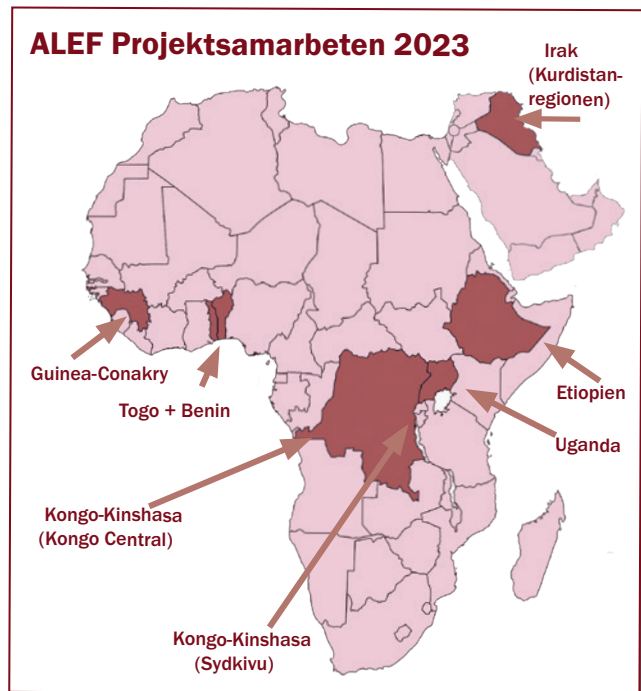 ALEF Projektsamarbeten 2023
Irak
(Kurdistan-
regionen)
Guinea-Conakry
Togo + Benin
Etiopien
Uganda
Kongo-Kinshasa
(Kongo Central)
Kongo-Kinshasa
(Sydkivu)